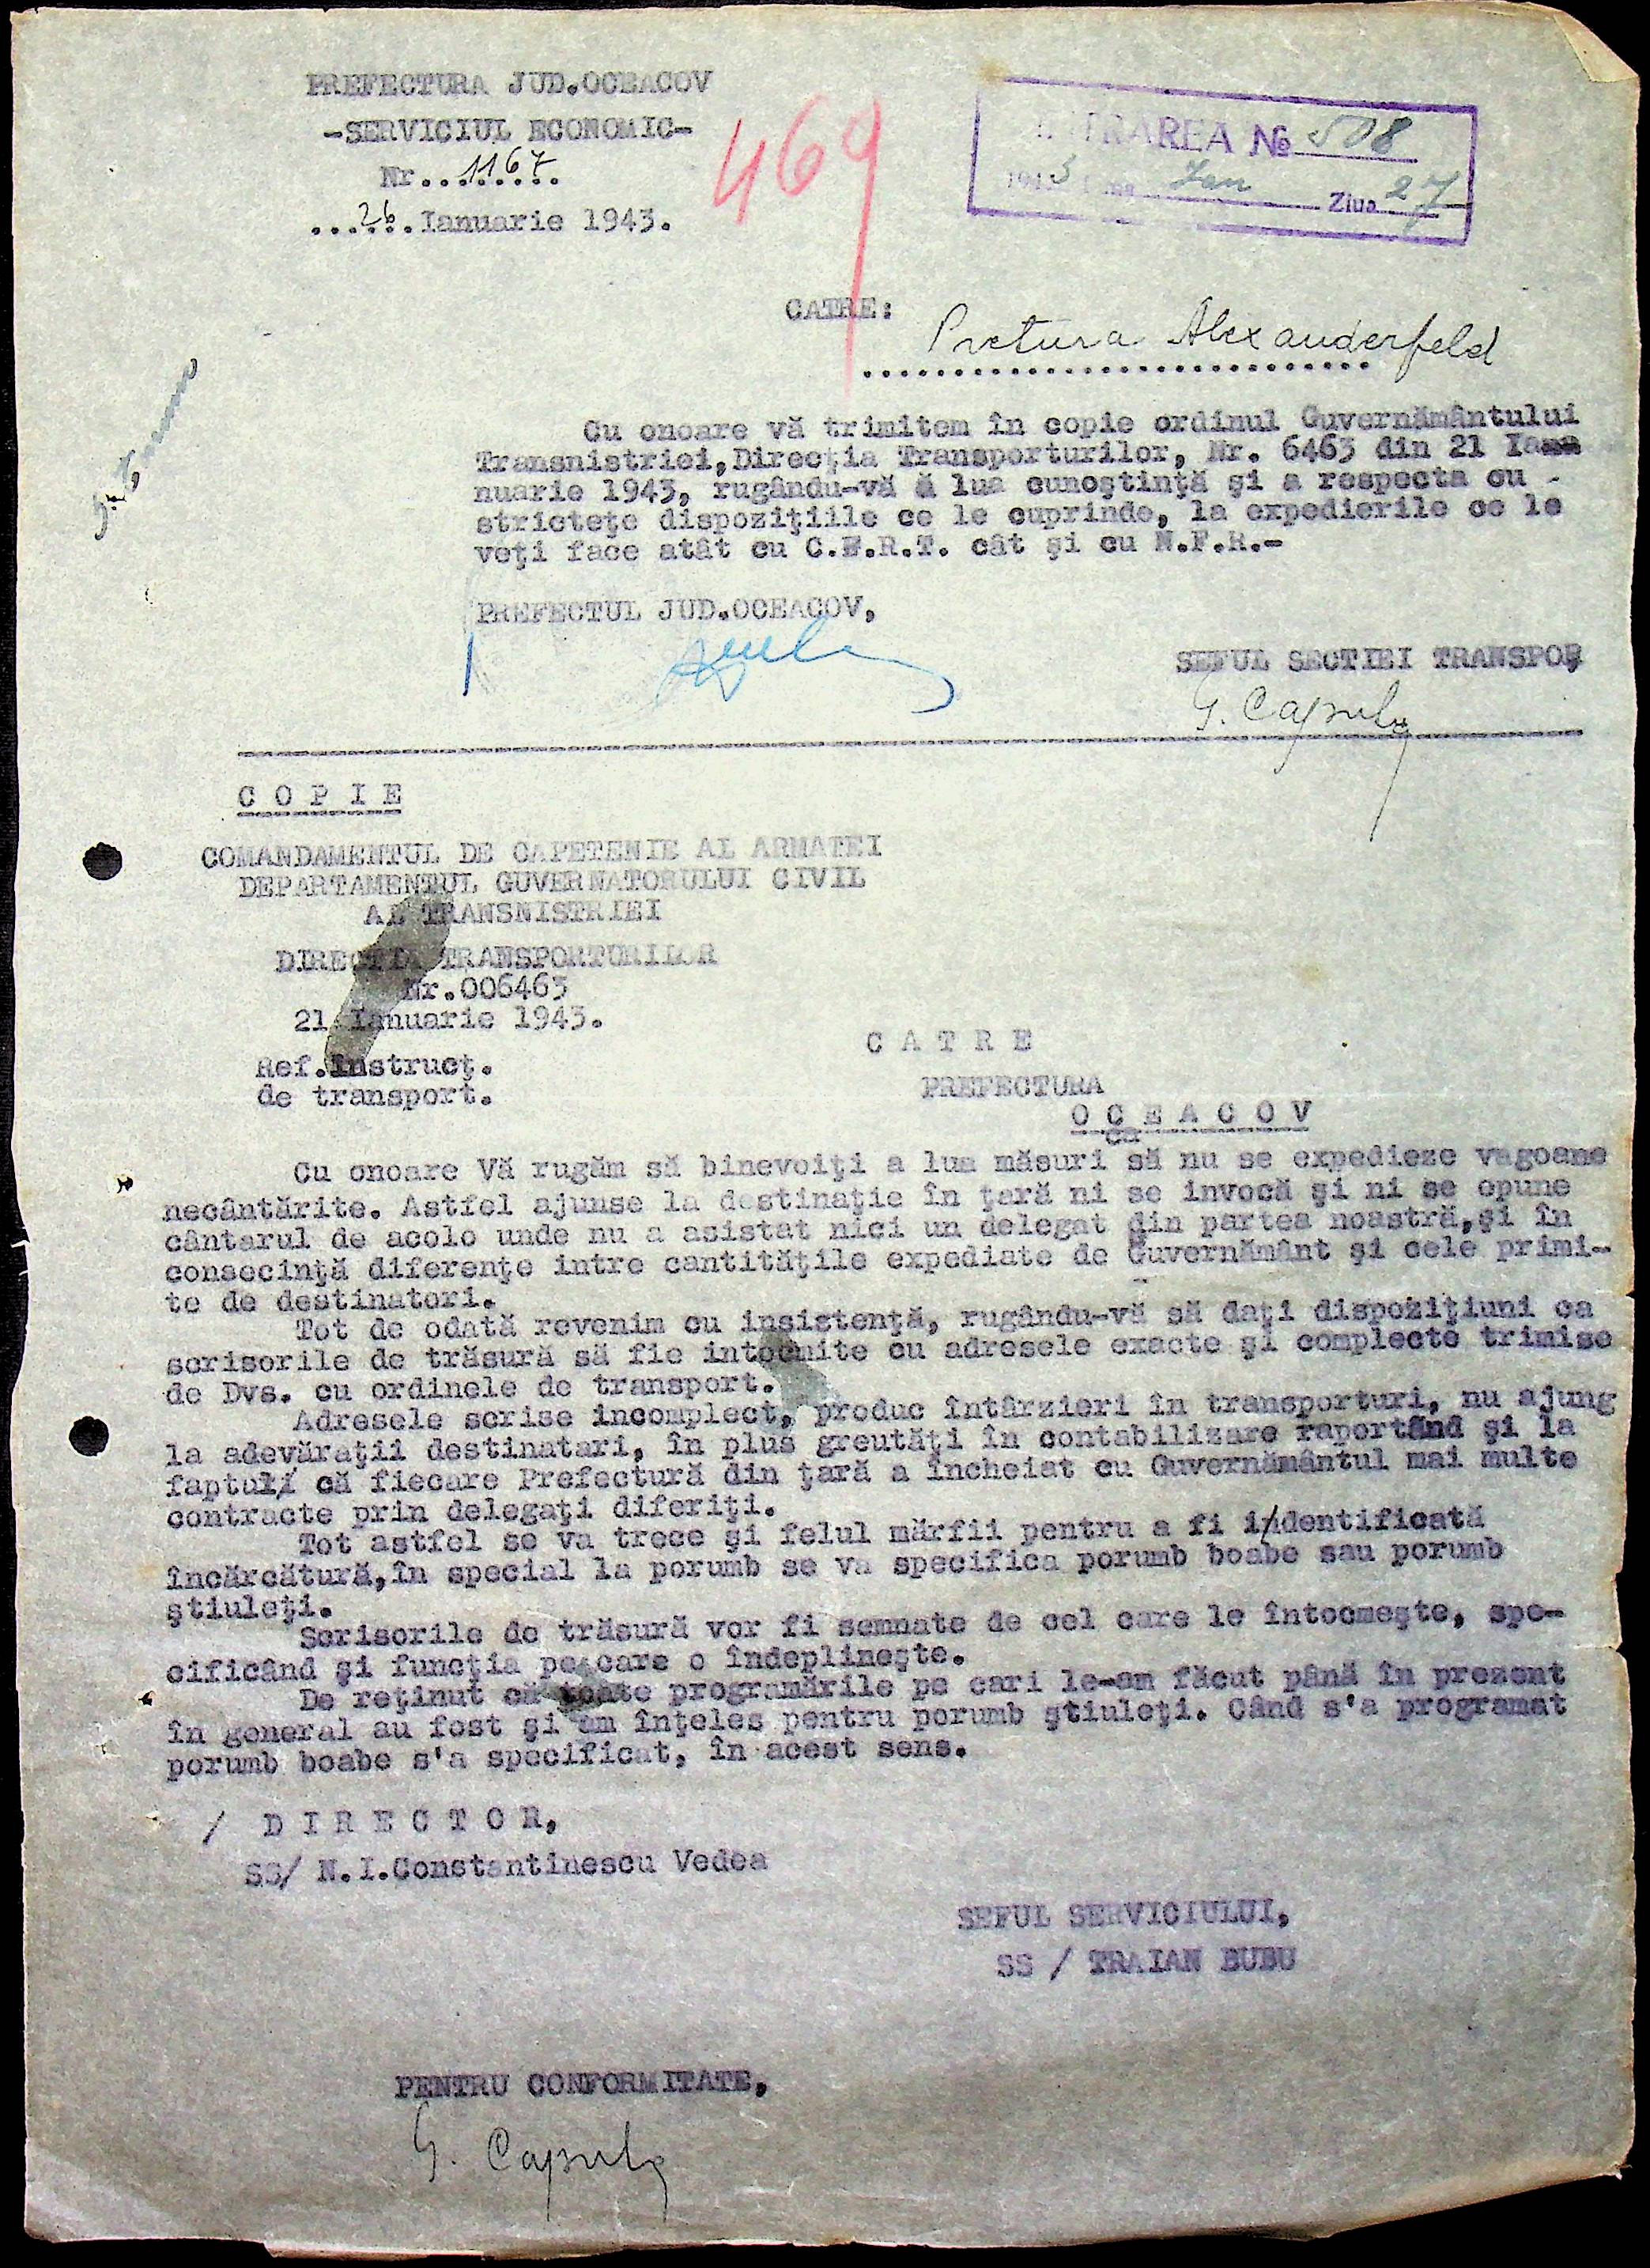 PREFECTURA JUD.OCEACOV
-SERVICIUL ECONOMIC-
Nr...1167...
...26...Ianuarie 1943.
469
INTRAREA № 508
1943 Luna Jan Ziua 27
CATRE:
Pretura Alexanderfeld
Cu onoare vă trimitem în copie ordinul Guvernământului
Transnistriei,Direcţia Transporturilor, Nr. 6463 din 21 Ia
nuarie 1943, rugându-vă a lua cunoştinţă şi a respecta cu -
stricteţe dispoziţiile ce le cuprinde, la expedierile ce le
veţi face atât cu C.F.R.T. cât şi cu N.F.R.-
PREFECTUL JUD.OCEACOV,
SEFUL SECTIEI TRANSPOR
G. Capsula
C O P I E
COMANDAMENTUL DE CAPETENIE AL ARMATEI
DEPARTAMENTUL GUVERNATORULUI CIVIL
AL TRANSNISTRIEI
DIRECTIA TRANSPORTURILOR
Nr.006463
21 Ianuarie 1943.
Ref.Instrucţ.
de transport.
C A T R E
PREFECTURA
O C E A C O V
ca
Cu onoare Vă rugăm să binevoiţi a lua măsuri să nu se expedieze vagoane
necântărite. Astfel ajunse la destinaţie în ţară ni se invocă şi ni se opune
cântarul de acolo unde nu a asistat nici un delegat din partea noastră,şi în
consecinţă diferenţe intre cantităţile expediate de Guvernământ şi cele primi-
te de destinatori.
Tot de odată revenim cu insistenţă, rugându-vă să daţi dispoziţiuni ca
scrisorile de trăsură să fie intocmite cu adresele exacte şi complecte trimise
de Dvs. cu ordinele de transport.
Adresele scrise incomplect, produc întârzieri în transporturi, nu ajung
la adevăraţii destinatari, în plus greutăţi în contabilizare raportând şi la
faptul că fiecare Prefectură din ţară a încheiat cu Guvernământul mai multe
contracte prin delegaţi diferiţi.
Tot astfel se va trece şi felul mărfii pentru a fi identificată
încărcătură,în special la porumb se va specifica porumb boabe sau porumb
ştiuleţi.
Scrisorile de trăsură vor fi semnate de cel care le întocmeşte, spe-
cificând şi funcţia pe care o îndeplineşte.
De reţinut că toate programările pe cari le-am făcut până în prezent
în general au fost şi am înţeles pentru porumb ştiuleţi. Când s'a programat
porumb boabe s'a specificat, în acest sens.
/ D I R E C T O R,
SS/ N.I.Constantinescu Vedea
SEFUL SERVICIULUI,
SS / TRAIAN BUBU
PENTRU CONFORMITATE,
G. Capsula